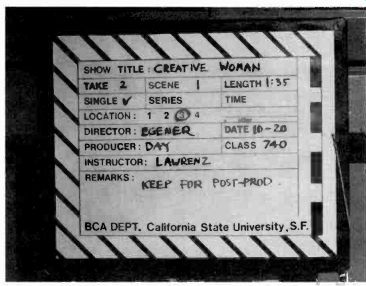 SHOW TITLE: CREATIVE WOMAN
TAKE 2 SCENE 1 LENGTH 1:35
SINGLE ✓ SERIES TIME
LOCATION: 1 2 3 4
DIRECTOR: EGENER DATE 10-20
PRODUCER: DAY CLASS 740
INSTRUCTOR: LAWRENZ
REMARKS:
KEEP FOR POST-PROD.
BCA DEPT. California State University, S.F.